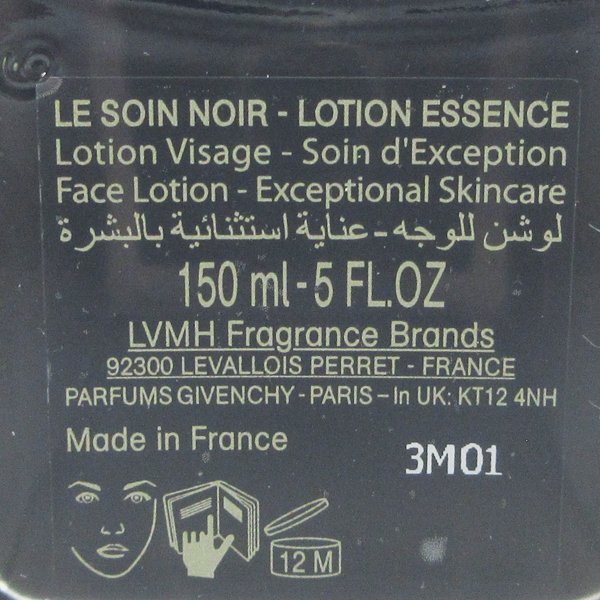 LE SOIN NOIR - LOTION ESSENCE
Lotion Visage - Soin d'Exception
Face Lotion - Exceptional Skincare
لوشن للوجه - عناية استثنائية بالبشرة
150 ml - 5 FL.OZ
LVMH Fragrance Brands
92300 LEVALLOIS PERRET - FRANCE
PARFUMS GIVENCHY - PARIS – In UK: KT12 4NH
Made in France
3M01
12 M